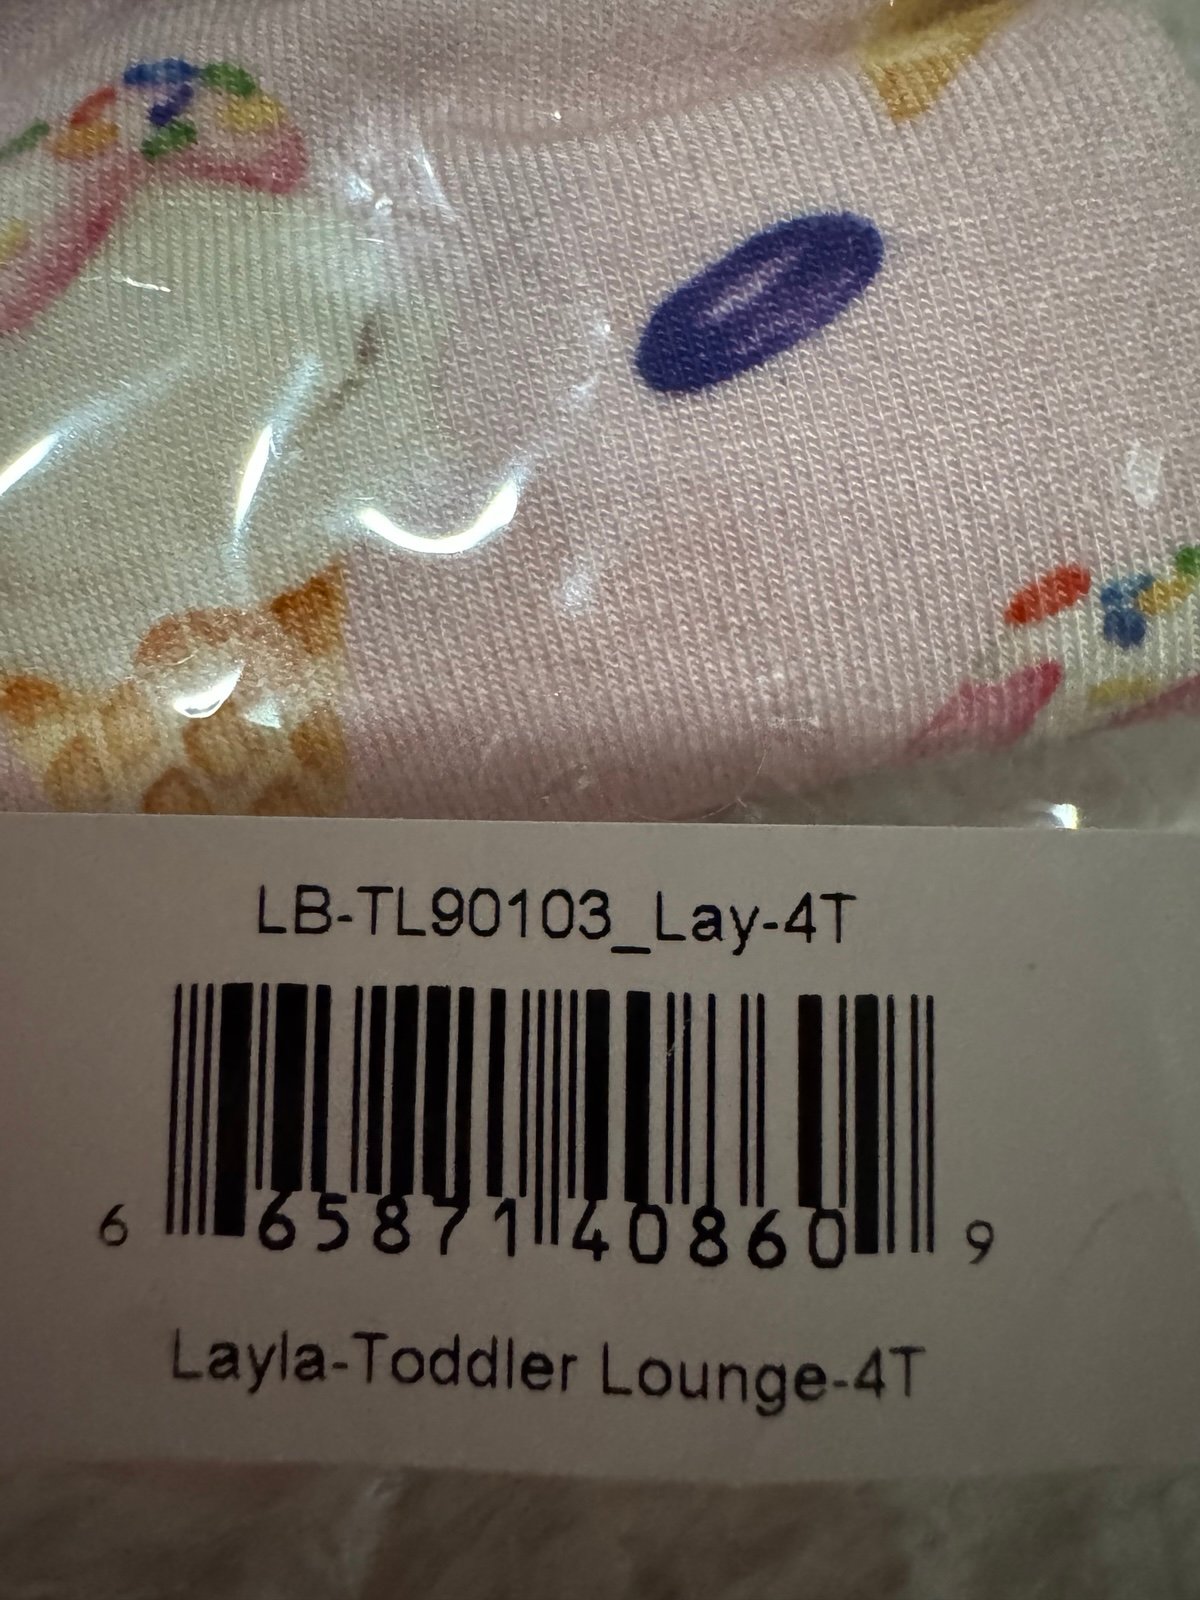 LB-TL90103_Lay-4T
6 65871 40860 9
Layla-Toddler Lounge-4T